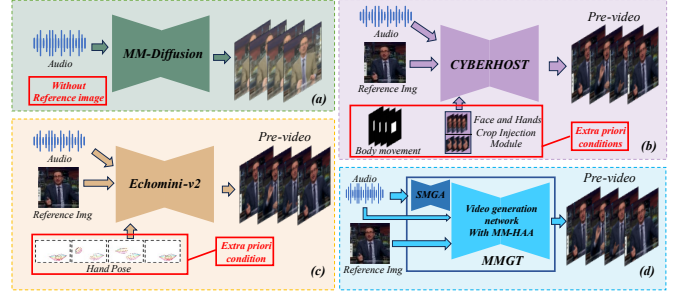 Audio
MM-Diffusion
Without
Reference image
(a)
Audio
Reference Img
CYBERHOST
Pre-video
Body movement
Face and Hands
Crop Injection
Module
Extra priori
conditions
(b)
Audio
Reference Img
Echomini-v2
Pre-video
Hand Pose
Extra priori
condition
(c)
Audio
SMGA
Video generation
network
With MM-HAA
Reference Img
MMGT
Pre-video
(d)